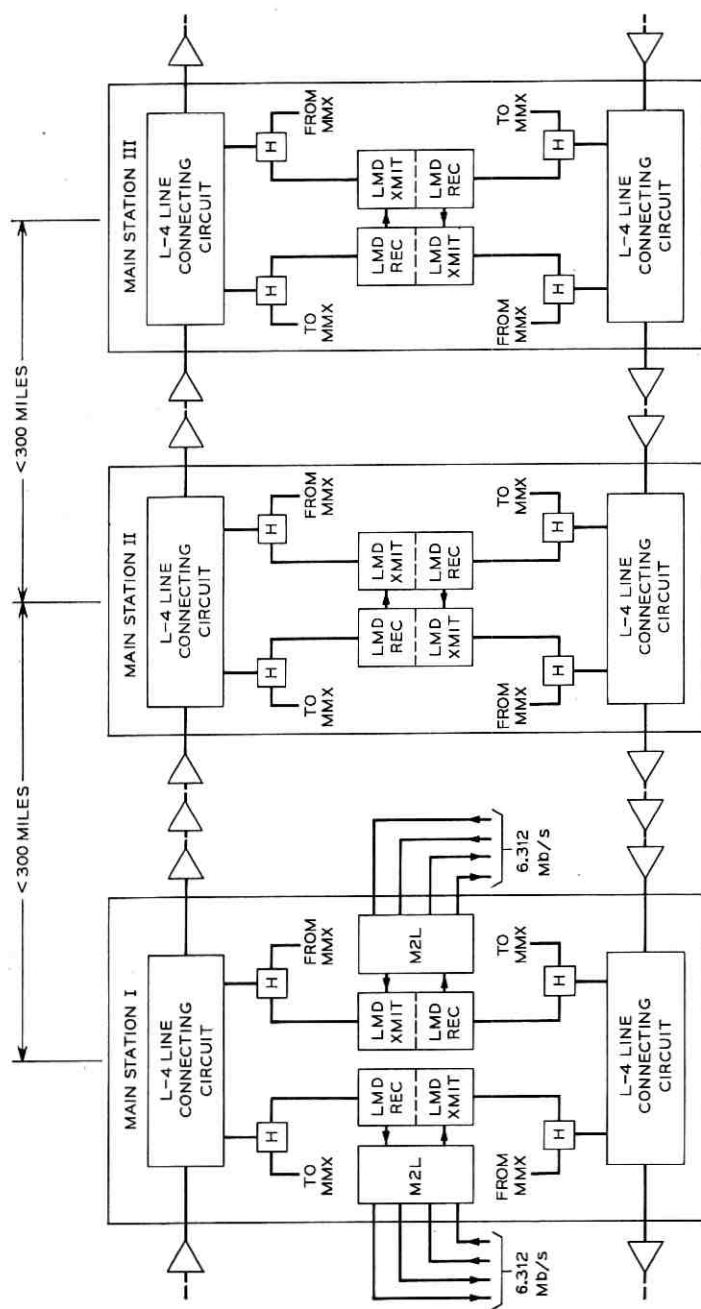 <300 MILES
<300 MILES
MAIN STATION I
L-4 LINE
CONNECTING
CIRCUIT
H
H
TO
MMX
FROM
MMX
6.312
Mb/s
M2L
LMD
REC
LMD
XMIT
LMD
XMIT
LMD
REC
M2L
6.312
Mb/s
FROM
MMX
TO
MMX
H
H
L-4 LINE
CONNECTING
CIRCUIT
MAIN STATION II
L-4 LINE
CONNECTING
CIRCUIT
H
H
TO
MMX
FROM
MMX
LMD
REC
LMD
XMIT
LMD
XMIT
LMD
REC
FROM
MMX
TO
MMX
H
H
L-4 LINE
CONNECTING
CIRCUIT
MAIN STATION III
L-4 LINE
CONNECTING
CIRCUIT
H
H
TO
MMX
FROM
MMX
LMD
REC
LMD
XMIT
LMD
XMIT
LMD
REC
FROM
MMX
TO
MMX
H
H
L-4 LINE
CONNECTING
CIRCUIT